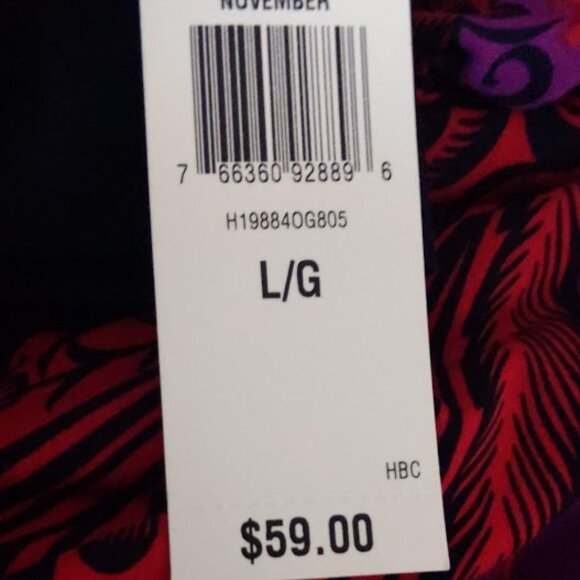 NOVEMBER
7 66360 92889 6
H19884OG805
L/G
HBC
$59.00